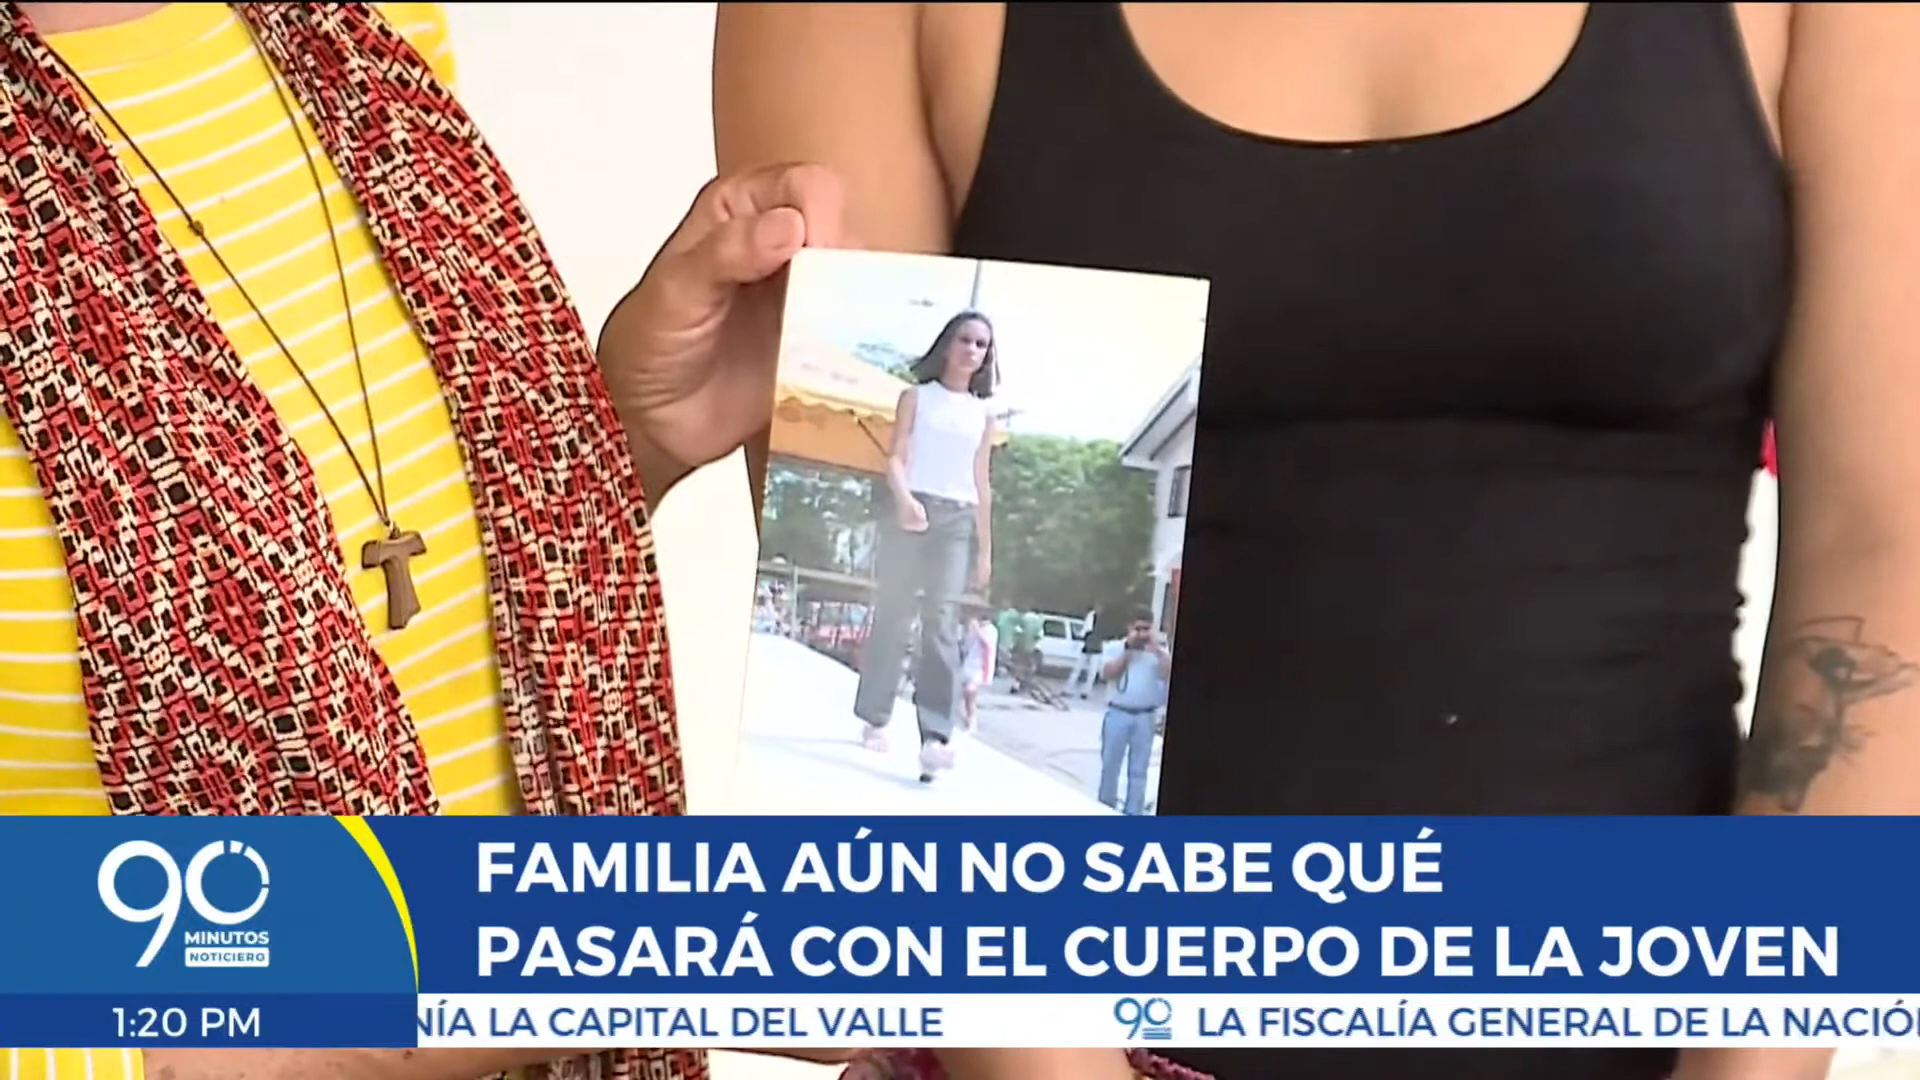 FAMILIA AÚN NO SABE QUÉ
PASARÁ CON EL CUERPO DE LA JOVEN
90
MINUTOS
NOTICIERO
1:20 PM
NÍA LA CAPITAL DEL VALLE
90 LA FISCALÍA GENERAL DE LA NACIÓ